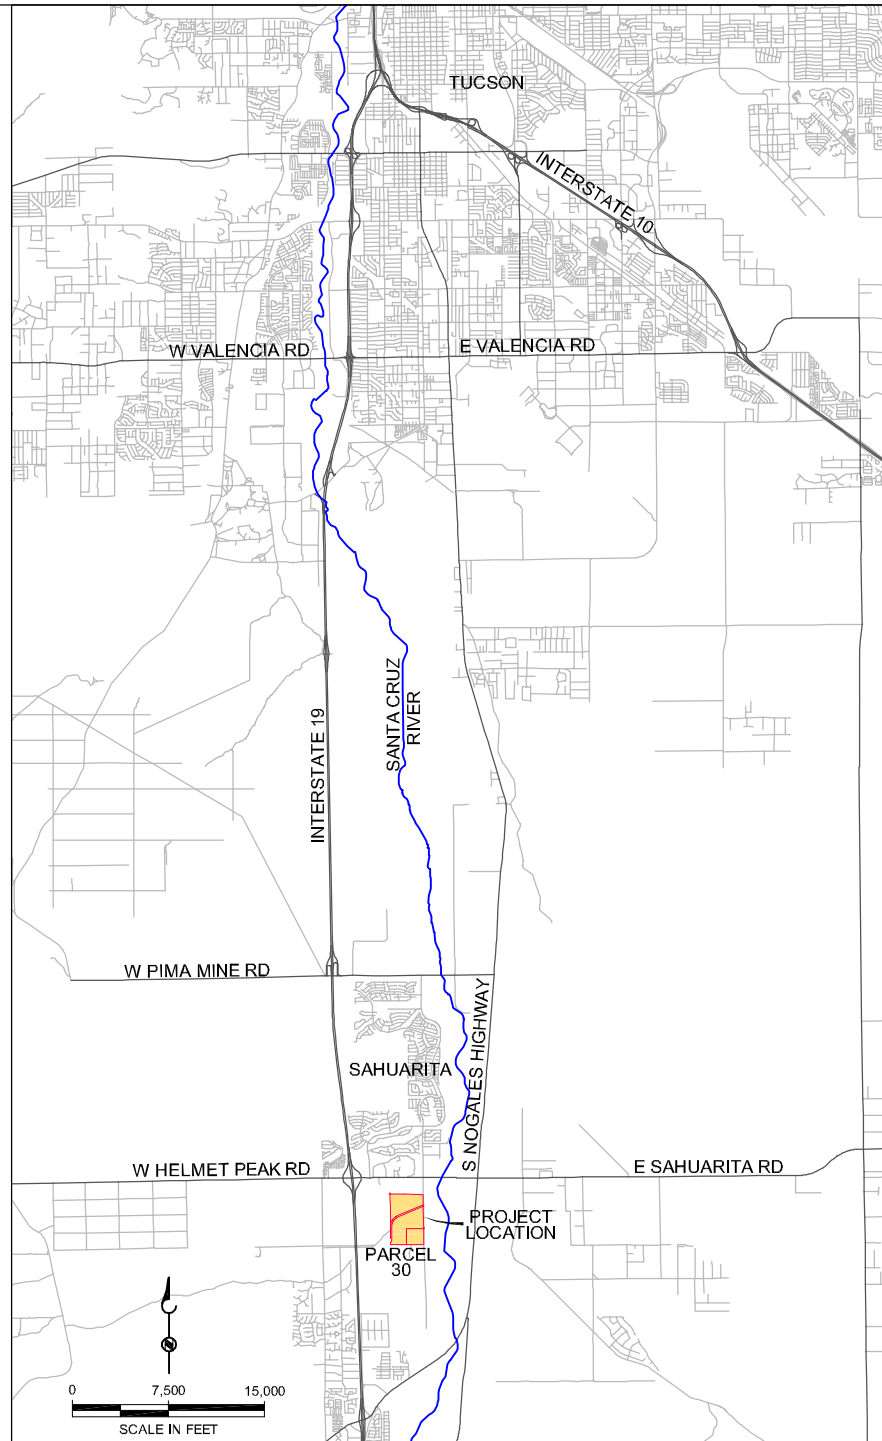 TUCSON
INTERSTATE 10
W VALENCIA RD
E VALENCIA RD
SANTA CRUZ
RIVER
INTERSTATE 19
W PIMA MINE RD
S NOGALES HIGHWAY
SAHUARITA
W HELMET PEAK RD
E SAHUARITA RD
PROJECT
LOCATION
PARCEL
30
0 7,500 15,000
SCALE IN FEET